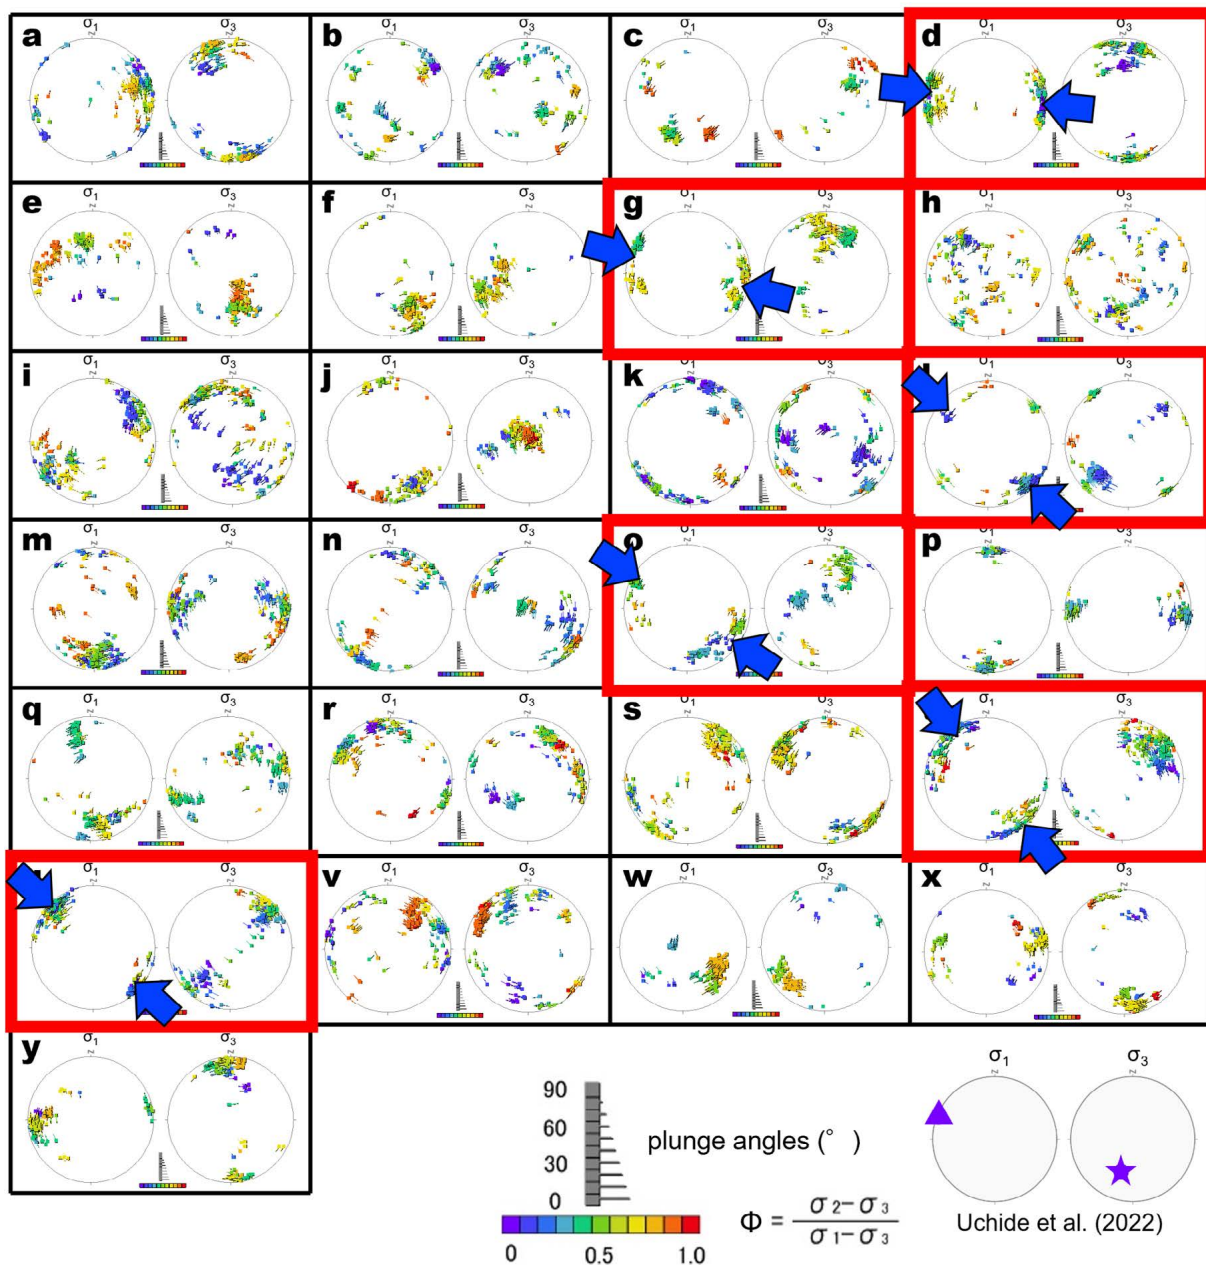 a σ1 σ3 b σ1 σ3 c σ1 σ3 d σ1 σ3
z z z z z z z z
e σ1 σ3 f σ1 σ3 g σ1 σ3 h σ1 σ3
z z z z z z z z
i σ1 σ3 j σ1 σ3 k σ1 σ3 σ1 σ3
z z z z z z z z
m σ1 σ3 n σ1 σ3 o σ1 σ3 p σ1 σ3
z z z z z z z z
q σ1 σ3 r σ1 σ3 s σ1 σ3 σ1 σ3
z z z z z z z z
σ1 σ3 v σ1 σ3 w σ1 σ3 x σ1 σ3
z z z z z z z z
y σ1 σ3
z z
σ1 σ3
z z
90
60
30
0
plunge angles (°)
0 0.5 1.0
Φ = σ2−σ3 / σ1−σ3
Uchide et al. (2022)